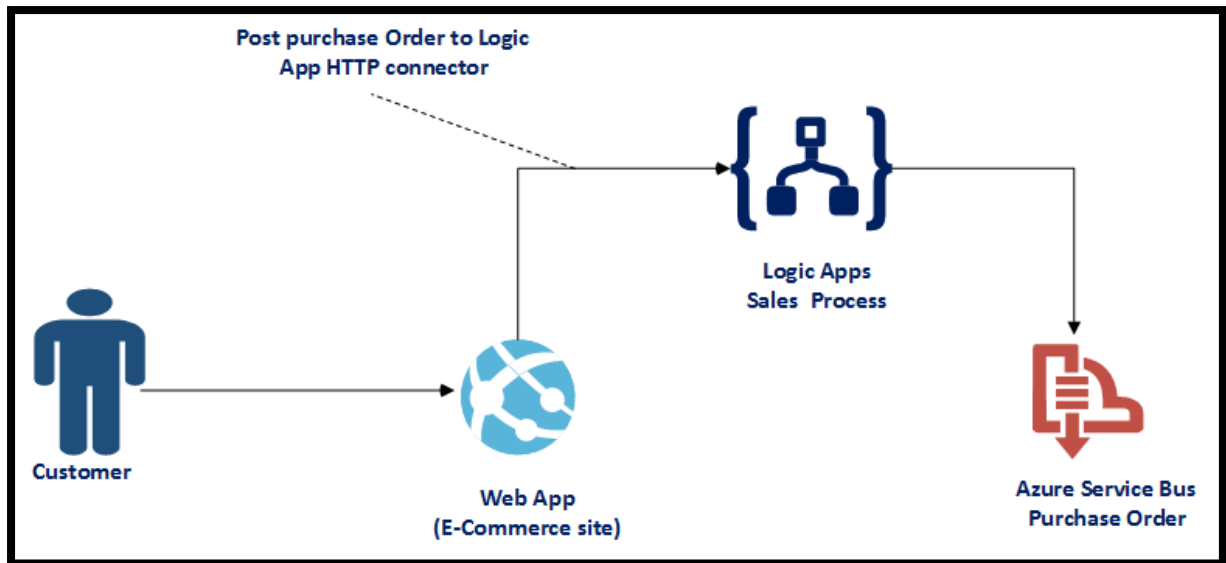 Post purchase Order to Logic
App HTTP connector
Logic Apps
Sales Process
Customer
Web App
(E-Commerce site)
Azure Service Bus
Purchase Order